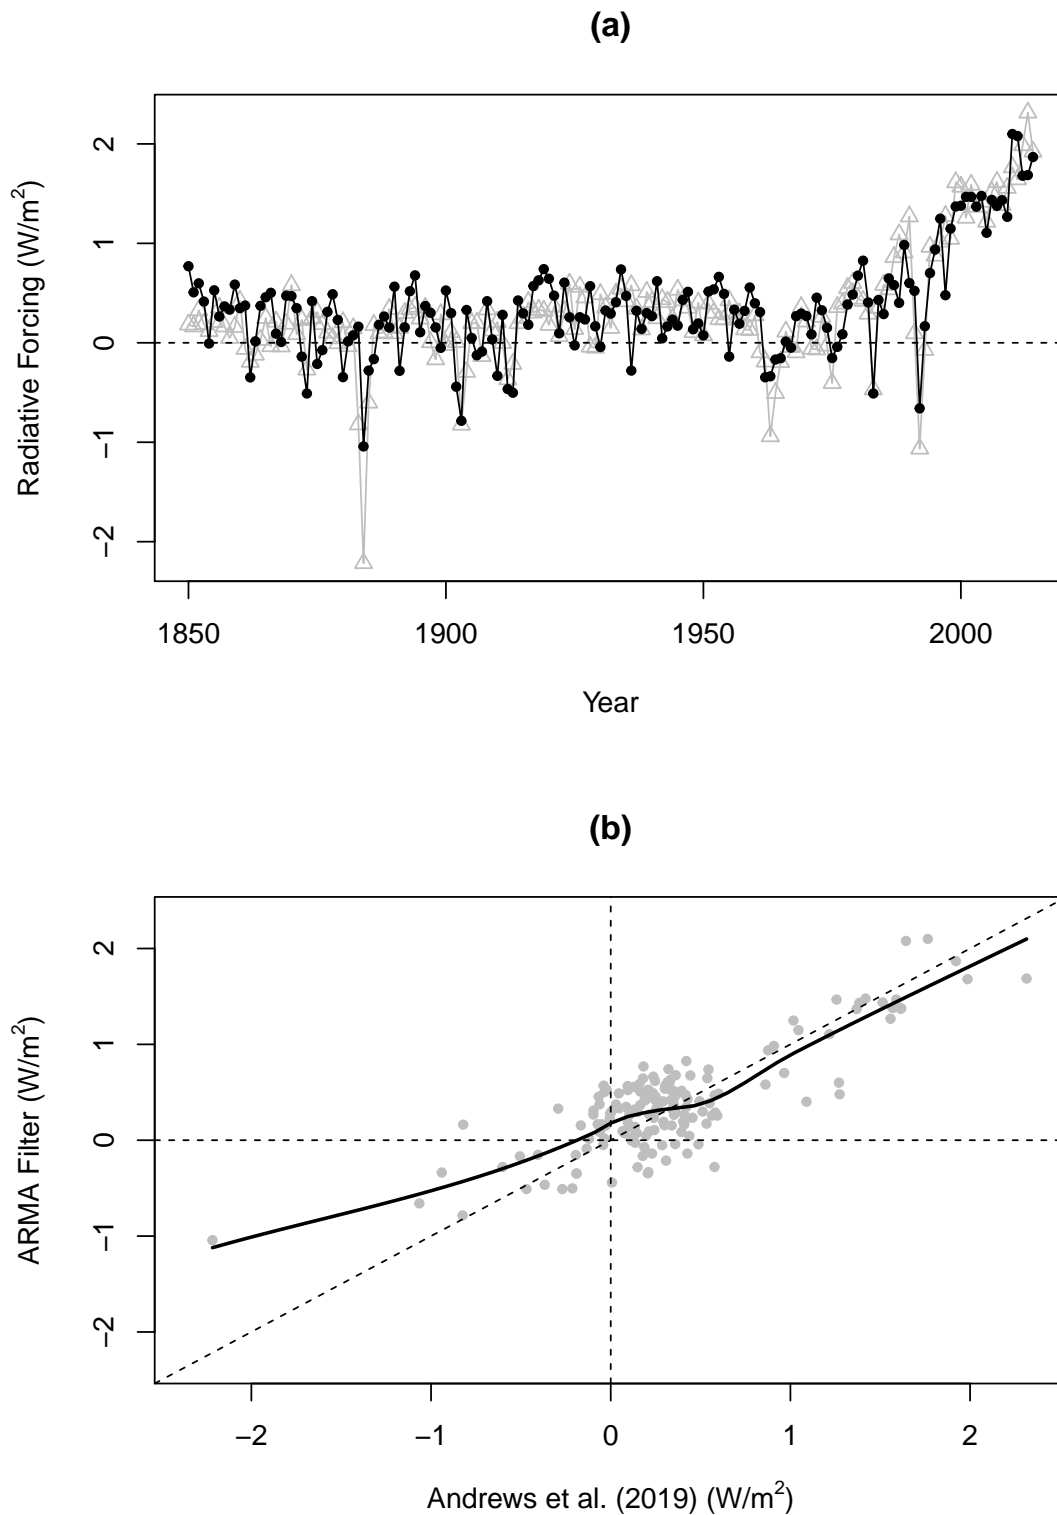 (a)
Radiative Forcing (W/m²)
2
1
0
−1
−2
1850 1900 1950 2000
Year
(b)
ARMA Filter (W/m²)
2
1
0
−1
−2
−2 −1 0 1 2
Andrews et al. (2019) (W/m²)